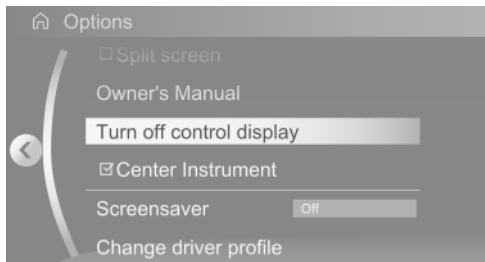 Options
Split screen
Owner's Manual
Turn off control display
Center Instrument
Screensaver Off
Change driver profile